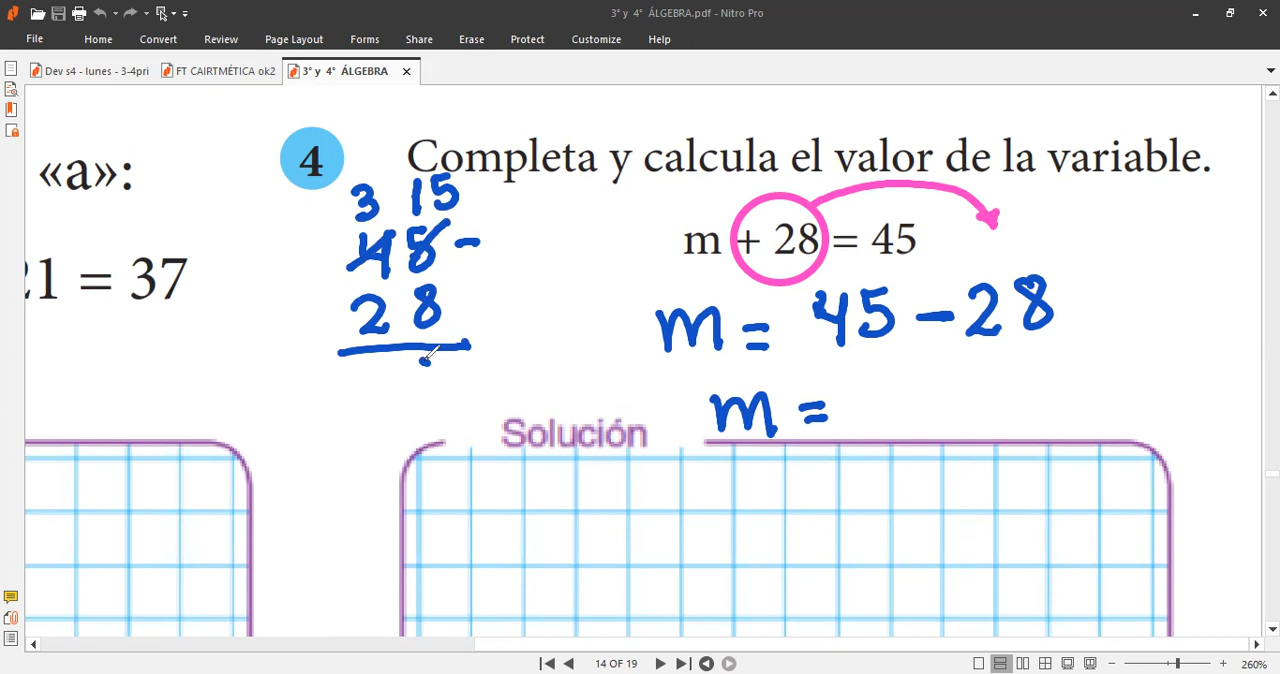 3° y 4° ÁLGEBRA.pdf - Nitro Pro
File Home Convert Review Page Layout Forms Share Erase Protect Customize Help
Dev s4 - lunes - 3-4pri FT CAIRTMÉTICA ok2 3° y 4° ÁLGEBRA
«a»:
21 = 37
4 Completa y calcula el valor de la variable.
m + 28 = 45
3 15
45 -
28
m = 45 - 28
m =
Solución
14 OF 19
260%